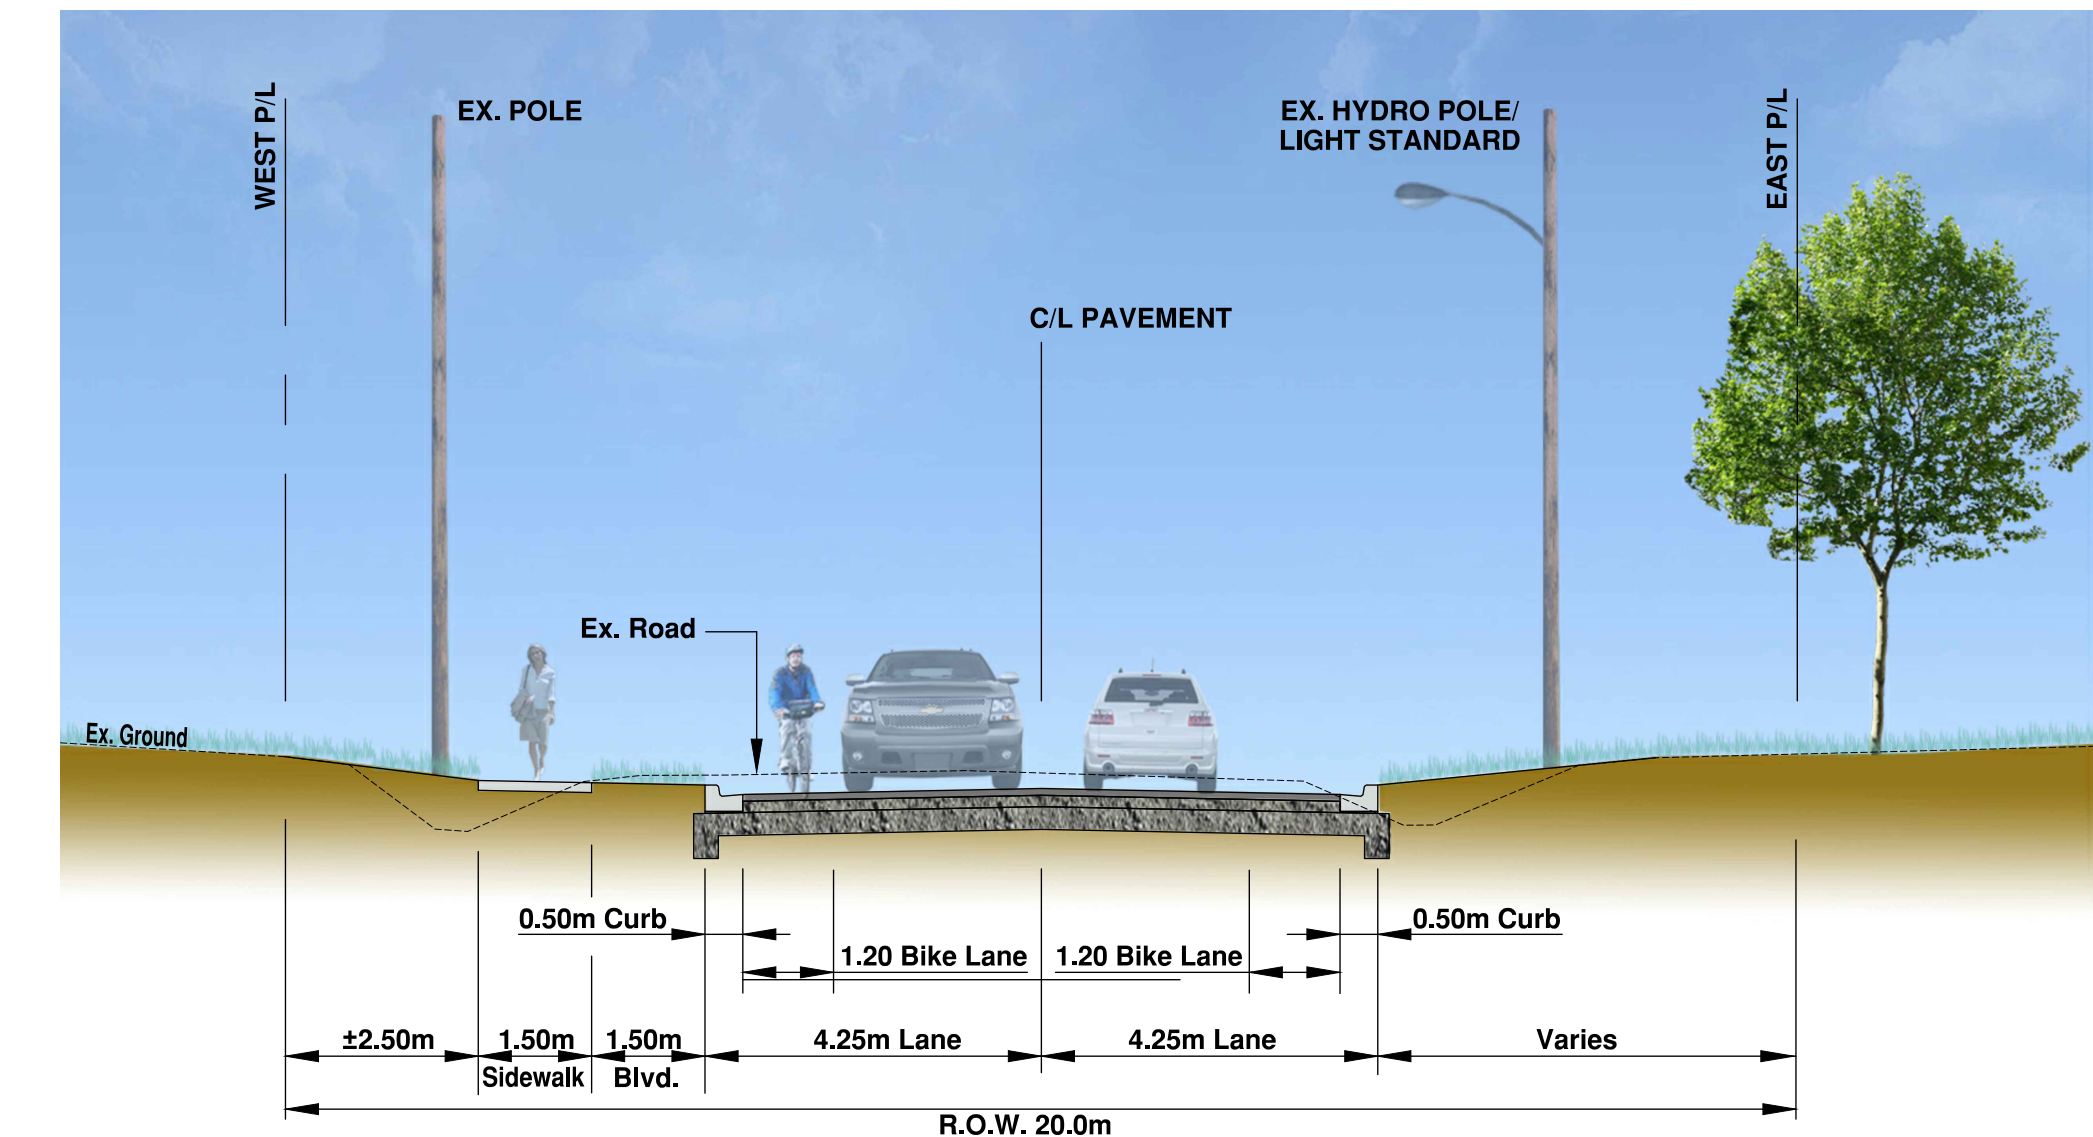 WEST P/L
EX. POLE
EX. HYDRO POLE/
LIGHT STANDARD
EAST P/L
C/L PAVEMENT
Ex. Road
Ex. Ground
0.50m Curb
0.50m Curb
1.20 Bike Lane
1.20 Bike Lane
±2.50m
1.50m
Sidewalk
1.50m
Blvd.
4.25m Lane
4.25m Lane
Varies
R.O.W. 20.0m